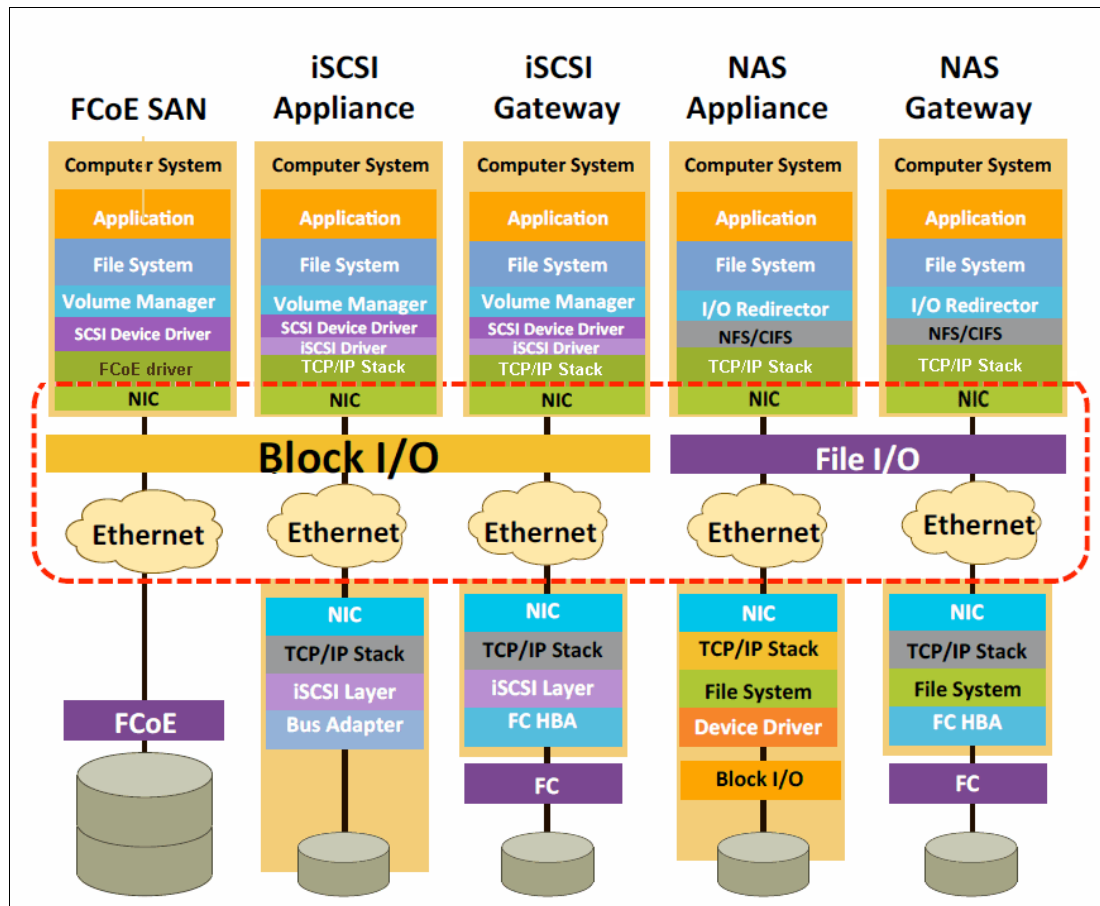 FCoE SAN
iSCSI
Appliance
iSCSI
Gateway
NAS
Appliance
NAS
Gateway
Computer System
Application
File System
Volume Manager
SCSI Device Driver
FCoE driver
NIC
Computer System
Application
File System
Volume Manager
SCSI Device Driver
iSCSI Driver
TCP/IP Stack
NIC
Computer System
Application
File System
Volume Manager
SCSI Device Driver
iSCSI Driver
TCP/IP Stack
NIC
Computer System
Application
File System
I/O Redirector
NFS/CIFS
TCP/IP Stack
NIC
Computer System
Application
File System
I/O Redirector
NFS/CIFS
TCP/IP Stack
NIC
Block I/O
File I/O
Ethernet
Ethernet
Ethernet
Ethernet
Ethernet
FCoE
NIC
TCP/IP Stack
iSCSI Layer
Bus Adapter
NIC
TCP/IP Stack
iSCSI Layer
FC HBA
FC
NIC
TCP/IP Stack
File System
Device Driver
Block I/O
NIC
TCP/IP Stack
File System
FC HBA
FC